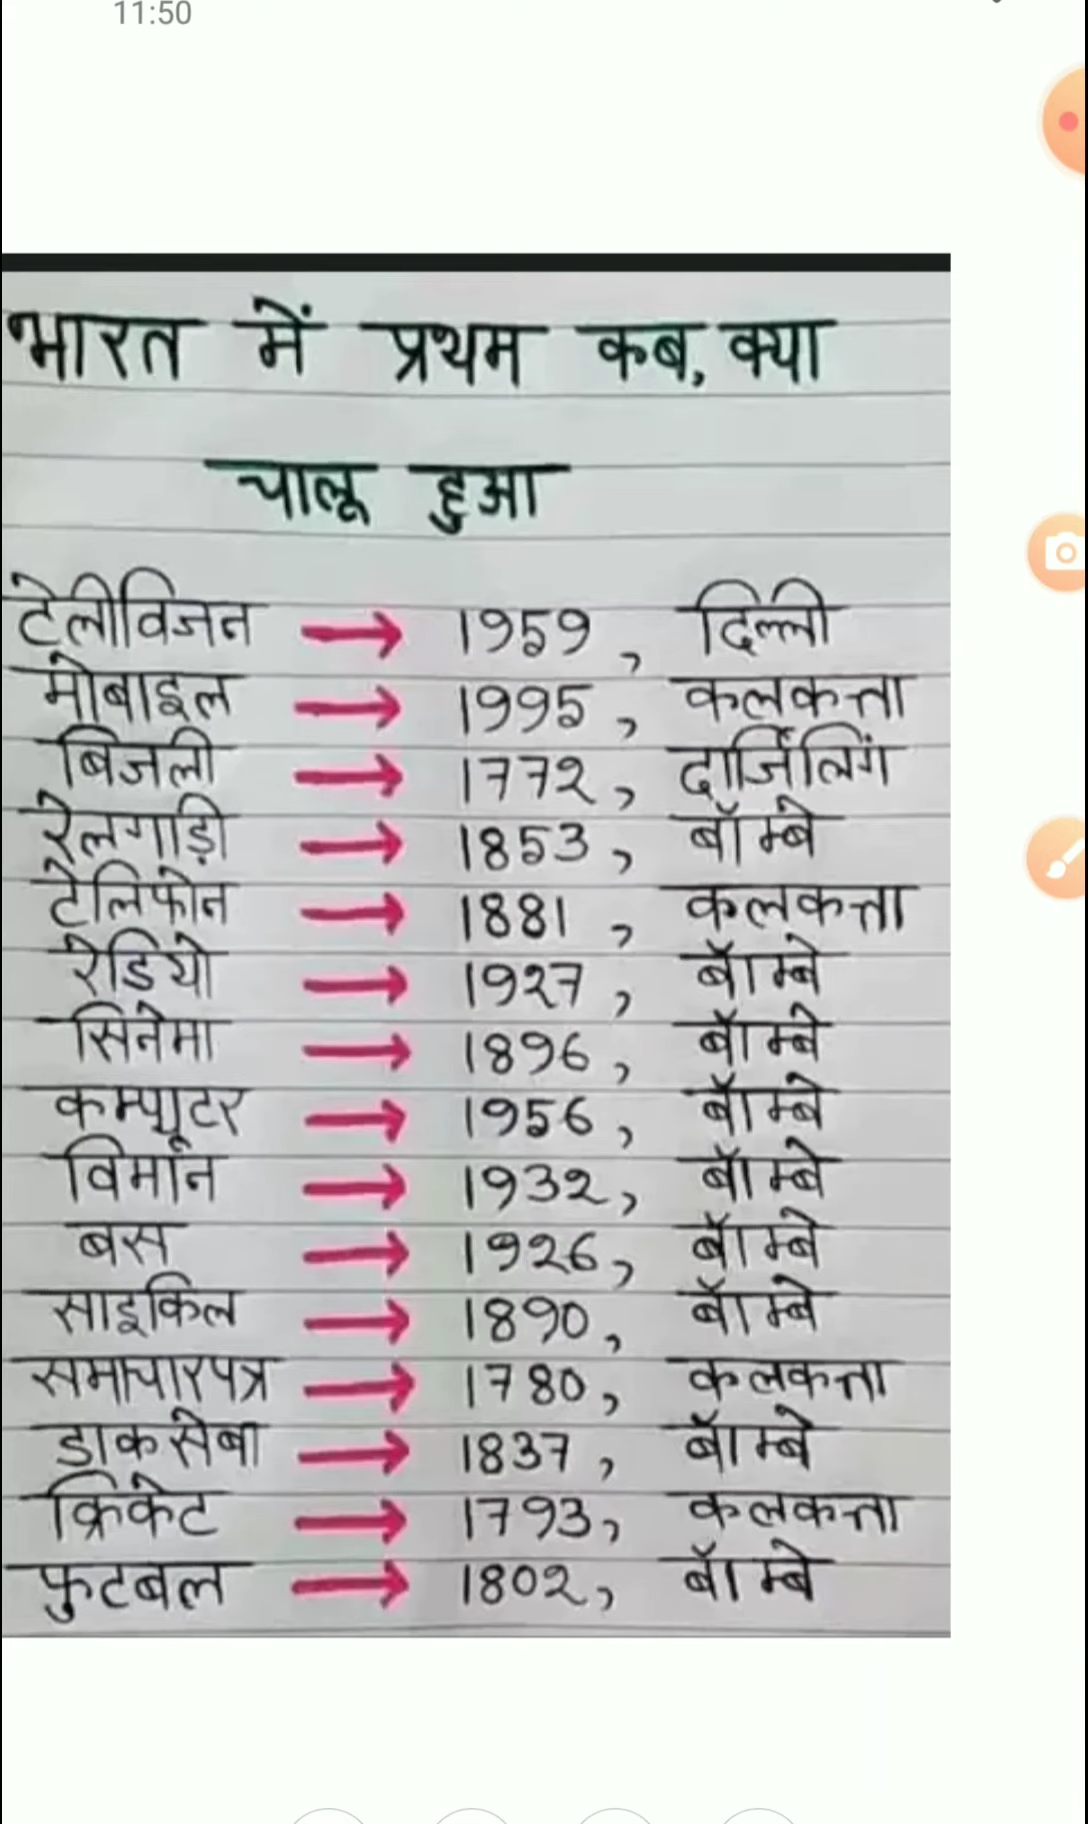 11:50
भारत में प्रथम कब, क्या
चालू हुआ
टेलीविजन → 1959, दिल्ली
मोबाइल → 1995, कलकत्ता
बिजली → 1772, दार्जिलिंग
रेलगाड़ी → 1853, बॉम्बे
टेलिफोन → 1881, कलकत्ता
रेडियो → 1927, बॉम्बे
सिनेमा → 1896, बॉम्बे
कम्प्यूटर → 1956, बॉम्बे
विमान → 1932, बॉम्बे
बस → 1926, बॉम्बे
साइकिल → 1890, बॉम्बे
समाचारपत्र → 1780, कलकत्ता
डाक सेवा → 1837, बॉम्बे
क्रिकेट → 1793, कलकत्ता
फुटबल → 1802, बॉम्बे